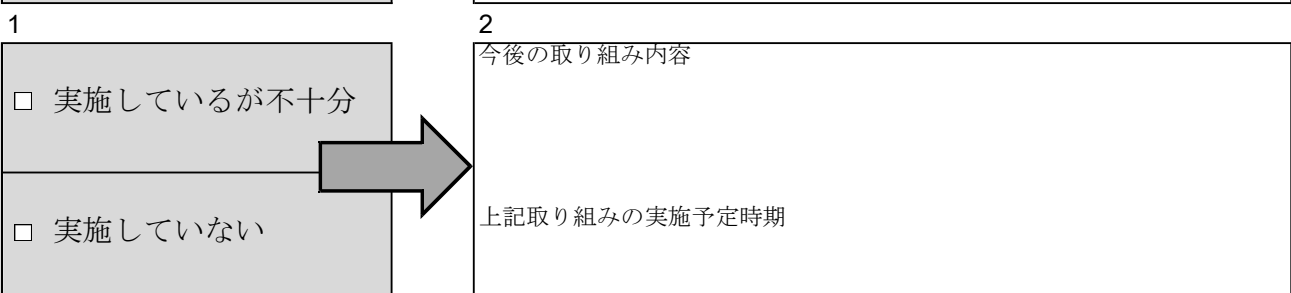 1
2
□ 実施しているが不十分
□ 実施していない
今後の取り組み内容
上記取り組みの実施予定時期